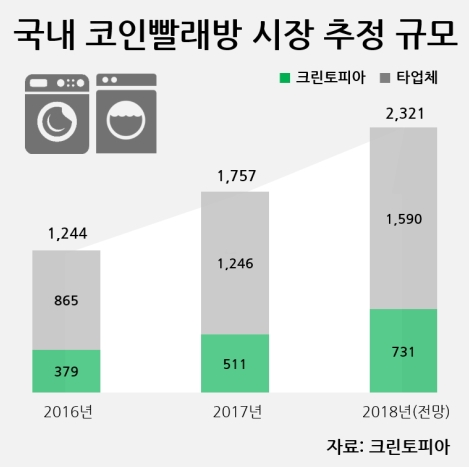 국내 코인빨래방 시장 추정 규모
크린토피아 타업체
2,321
1,757
1,244
1,590
1,246
865
731
511
379
2016년 2017년 2018년(전망)
자료: 크린토피아